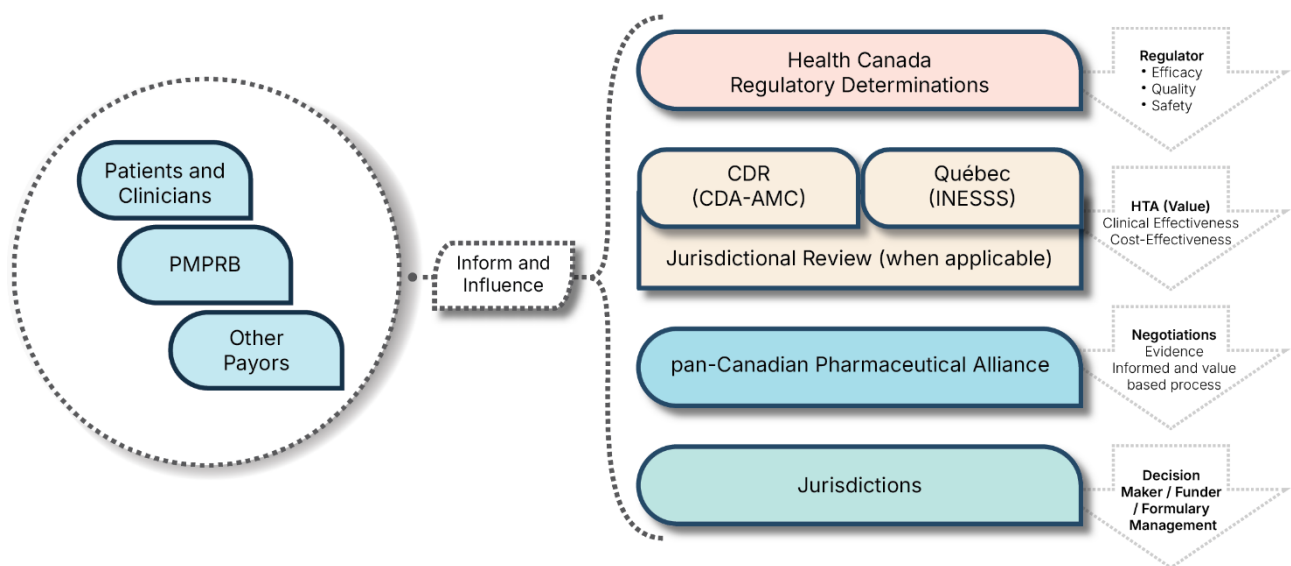 Patients and
Clinicians
PMPRB
Other
Payors
Inform and
Influence
Health Canada
Regulatory Determinations
Regulator
• Efficacy
• Quality
• Safety
CDR
(CDA-AMC)
Québec
(INESSS)
Jurisdictional Review (when applicable)
HTA (Value)
Clinical Effectiveness
Cost-Effectiveness
pan-Canadian Pharmaceutical Alliance
Negotiations
Evidence
Informed and value
based process
Jurisdictions
Decision
Maker / Funder
/ Formulary
Management